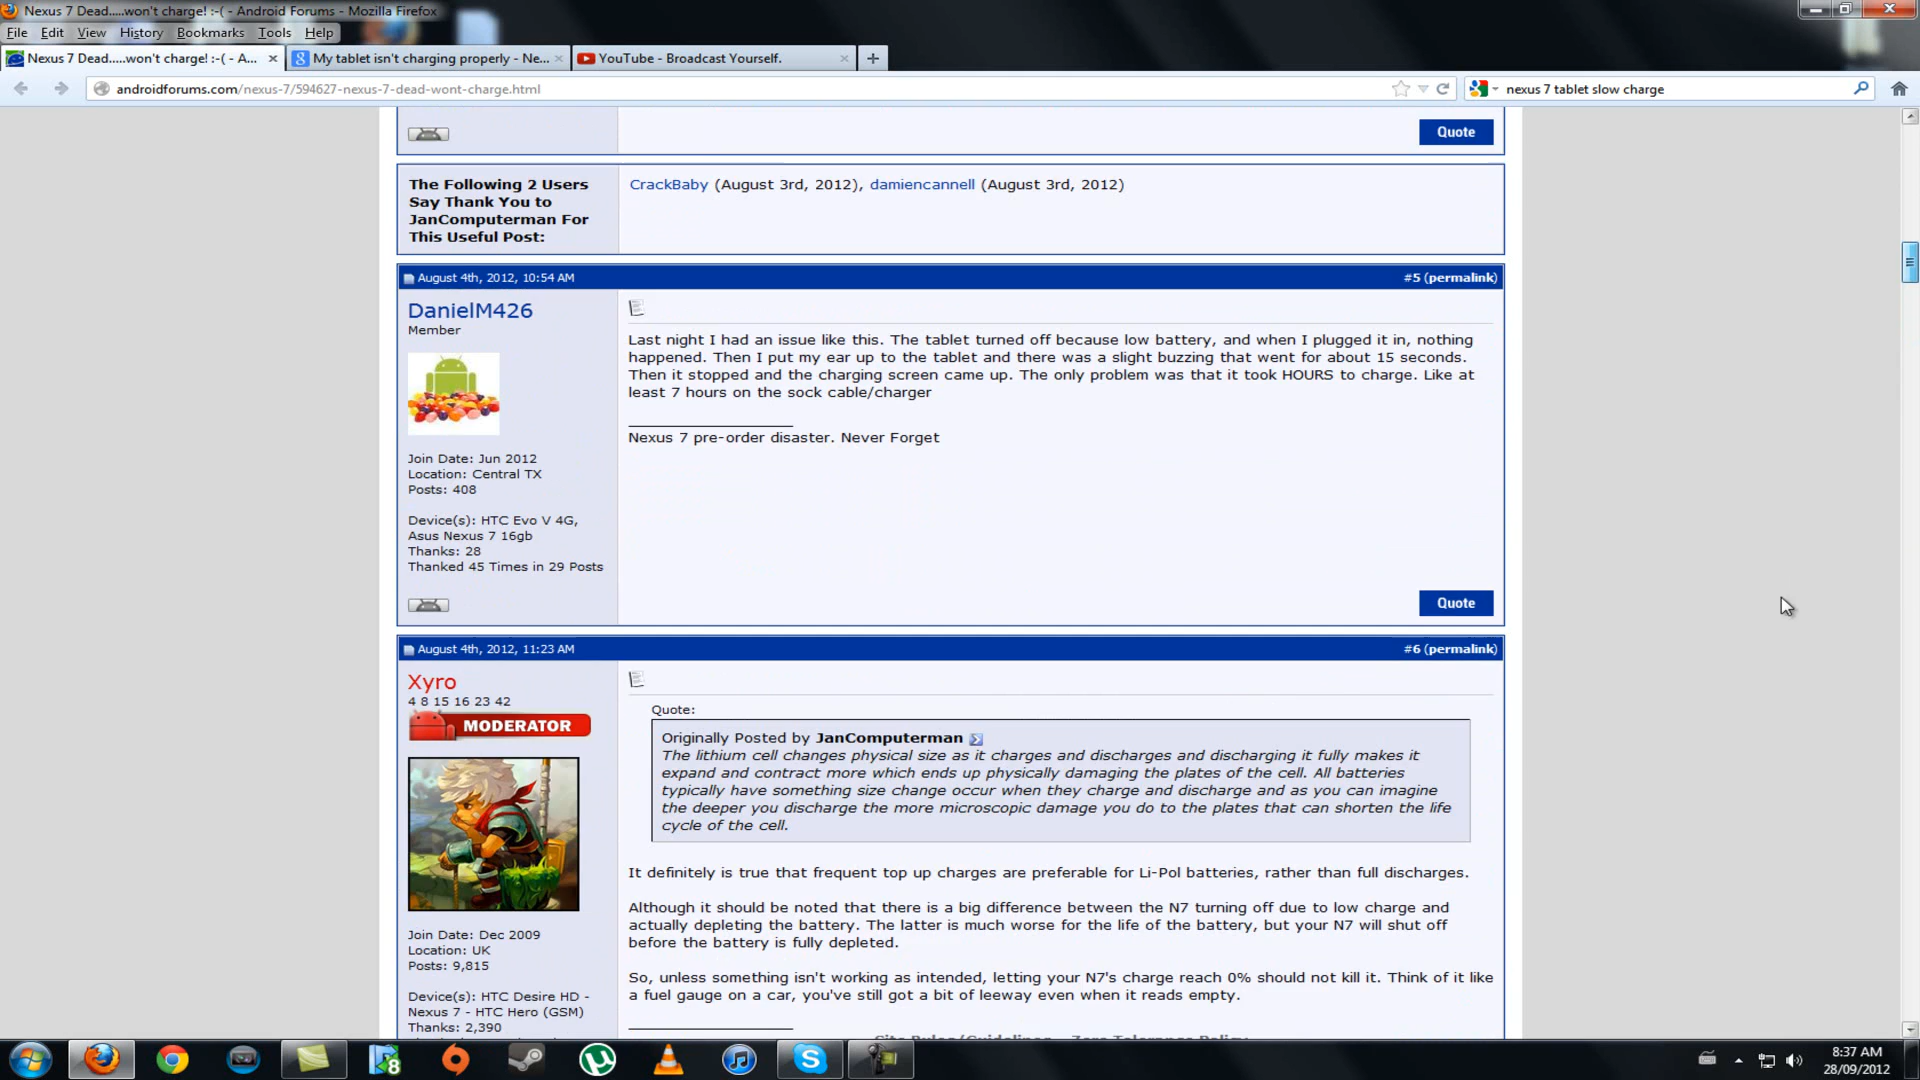 Nexus 7 Dead.....won't charge! :-( - Android Forums - Mozilla Firefox
File Edit View History Bookmarks Tools Help
Nexus 7 Dead.....won't charge! :-( - A... My tablet isn't charging properly - Ne... YouTube - Broadcast Yourself.
androidforums.com/nexus-7/594627-nexus-7-dead-wont-charge.html nexus 7 tablet slow charge
Quote
The Following 2 Users
Say Thank You to
JanComputerman For
This Useful Post:
CrackBaby (August 3rd, 2012), damiencannell (August 3rd, 2012)
August 4th, 2012, 10:54 AM #5 (permalink)
DanielM426
Member
Join Date: Jun 2012
Location: Central TX
Posts: 408
Device(s): HTC Evo V 4G,
Asus Nexus 7 16gb
Thanks: 28
Thanked 45 Times in 29 Posts
Last night I had an issue like this. The tablet turned off because low battery, and when I plugged it in, nothing
happened. Then I put my ear up to the tablet and there was a slight buzzing that went for about 15 seconds.
Then it stopped and the charging screen came up. The only problem was that it took HOURS to charge. Like at
least 7 hours on the sock cable/charger
Nexus 7 pre-order disaster. Never Forget
Quote
August 4th, 2012, 11:23 AM #6 (permalink)
Xyro
4 8 15 16 23 42
MODERATOR
Join Date: Dec 2009
Location: UK
Posts: 9,815
Device(s): HTC Desire HD -
Nexus 7 - HTC Hero (GSM)
Thanks: 2,390
Quote:
Originally Posted by JanComputerman
The lithium cell changes physical size as it charges and discharges and discharging it fully makes it
expand and contract more which ends up physically damaging the plates of the cell. All batteries
typically have something size change occur when they charge and discharge and as you can imagine
the deeper you discharge the more microscopic damage you do to the plates that can shorten the life
cycle of the cell.
It definitely is true that frequent top up charges are preferable for Li-Pol batteries, rather than full discharges.
Although it should be noted that there is a big difference between the N7 turning off due to low charge and
actually depleting the battery. The latter is much worse for the life of the battery, but your N7 will shut off
before the battery is fully depleted.
So, unless something isn't working as intended, letting your N7's charge reach 0% should not kill it. Think of it like
a fuel gauge on a car, you've still got a bit of leeway even when it reads empty.
Site Rules/Guidelines - Zero Tolerance Policy
8:37 AM
28/09/2012